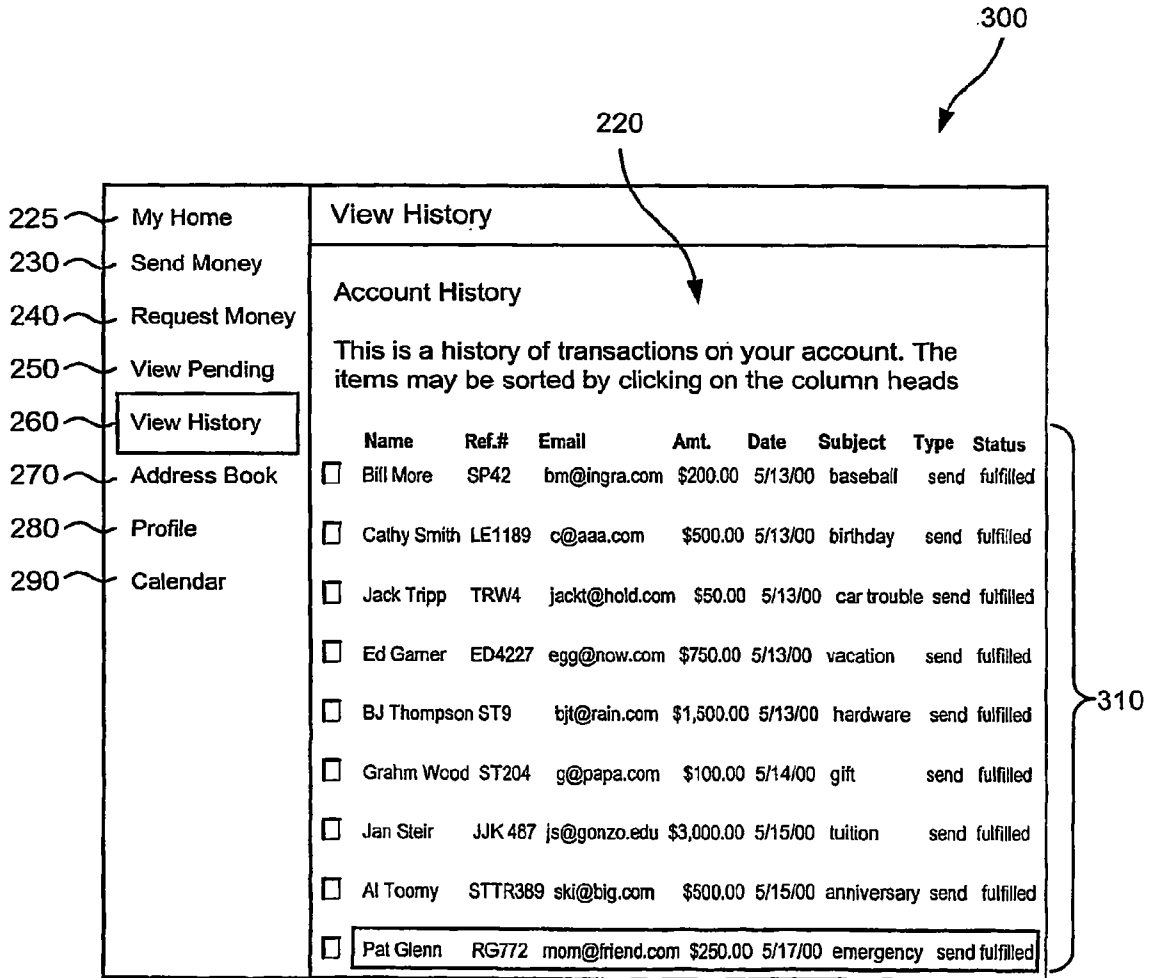 300
220
225 My Home
230 Send Money
240 Request Money
250 View Pending
260 View History
270 Address Book
280 Profile
290 Calendar
View History
Account History
This is a history of transactions on your account. The
items may be sorted by clicking on the column heads
Name Ref.# Email Amt. Date Subject Type Status
Bill More SP42 bm@ingra.com $200.00 5/13/00 baseball send fulfilled
Cathy Smith LE1189 c@aaa.com $500.00 5/13/00 birthday send fulfilled
Jack Tripp TRW4 jackt@hold.com $50.00 5/13/00 car trouble send fulfilled
Ed Garner ED4227 egg@now.com $750.00 5/13/00 vacation send fulfilled
BJ Thompson ST9 bjt@rain.com $1,500.00 5/13/00 hardware send fulfilled
Grahm Wood ST204 g@papa.com $100.00 5/14/00 gift send fulfilled
Jan Steir JJK 487 js@gonzo.edu $3,000.00 5/15/00 tuition send fulfilled
Al Toomy STTR389 ski@big.com $500.00 5/15/00 anniversary send fulfilled
Pat Glenn RG772 mom@friend.com $250.00 5/17/00 emergency send fulfilled
310